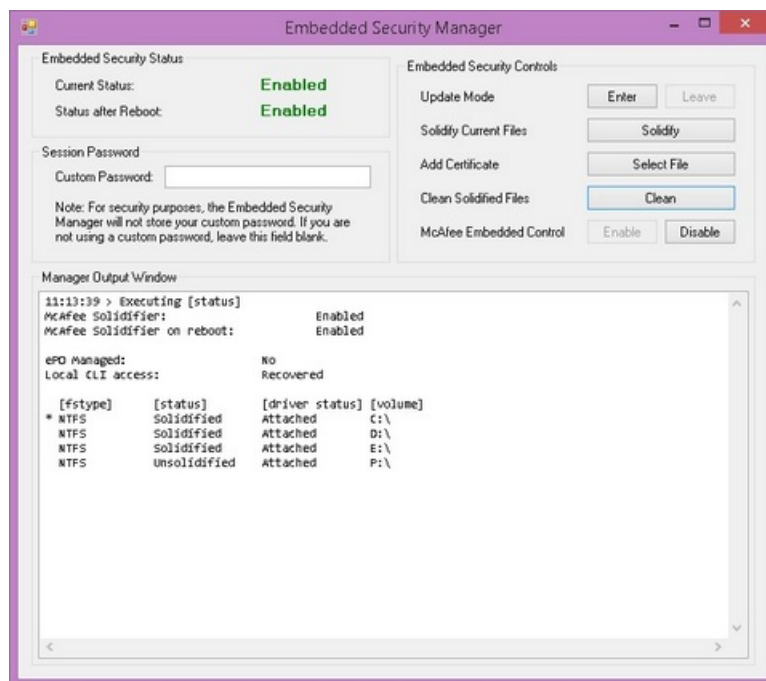 Embedded Security Manager
Embedded Security Status
Current Status: Enabled
Status after Reboot: Enabled
Session Password
Custom Password:
Note: For security purposes, the Embedded Security
Manager will not store your custom password. If you are
not using a custom password, leave this field blank.
Embedded Security Controls
Update Mode Enter Leave
Solidify Current Files Solidify
Add Certificate Select File
Clean Solidified Files Clean
McAfee Embedded Control Enable Disable
Manager Output Window
11:13:39 > Executing [status]
McAfee Solidifier: Enabled
McAfee Solidifier on reboot: Enabled
ePO Managed: No
Local CLI access: Recovered
[fstype] [status] [driver status] [volume]
* NTFS Solidified Attached C:\
NTFS Solidified Attached D:\
NTFS Solidified Attached E:\
NTFS Unsolidified Attached P:\